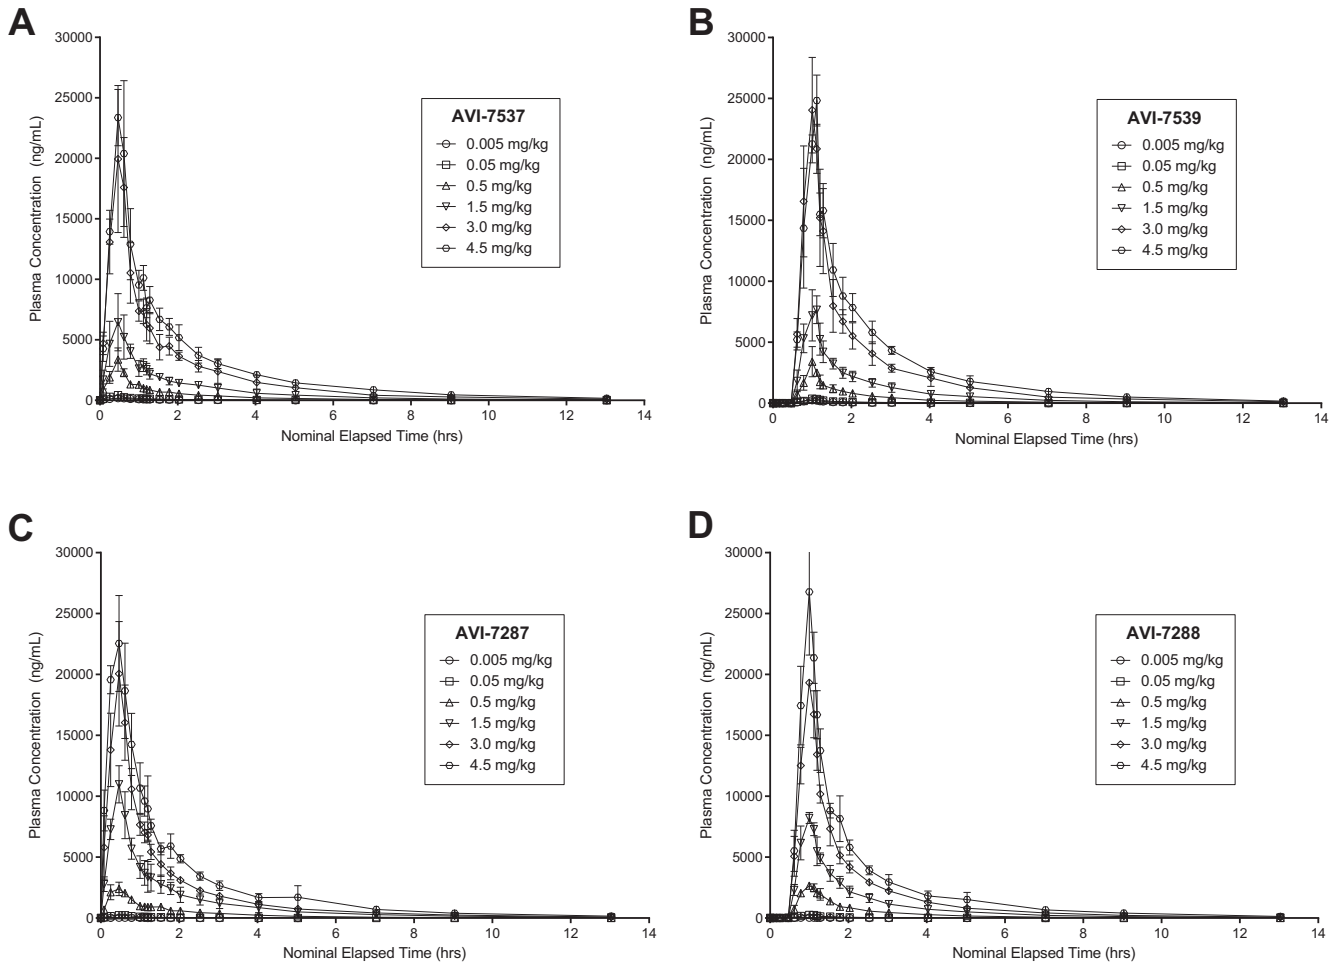 A
30000
25000
20000
15000
10000
5000
0
Plasma Concentration (ng/mL)
AVI-7537
0.005 mg/kg
0.05 mg/kg
0.5 mg/kg
1.5 mg/kg
3.0 mg/kg
4.5 mg/kg
0 2 4 6 8 10 12 14
Nominal Elapsed Time (hrs)
B
30000
25000
20000
15000
10000
5000
0
Plasma Concentration (ng/mL)
AVI-7539
0.005 mg/kg
0.05 mg/kg
0.5 mg/kg
1.5 mg/kg
3.0 mg/kg
4.5 mg/kg
0 2 4 6 8 10 12 14
Nominal Elapsed Time (hrs)
C
30000
25000
20000
15000
10000
5000
0
Plasma Concentration (ng/mL)
AVI-7287
0.005 mg/kg
0.05 mg/kg
0.5 mg/kg
1.5 mg/kg
3.0 mg/kg
4.5 mg/kg
0 2 4 6 8 10 12 14
Nominal Elapsed Time (hrs)
D
30000
25000
20000
15000
10000
5000
0
Plasma Concentration (ng/mL)
AVI-7288
0.005 mg/kg
0.05 mg/kg
0.5 mg/kg
1.5 mg/kg
3.0 mg/kg
4.5 mg/kg
0 2 4 6 8 10 12 14
Nominal Elapsed Time (hrs)